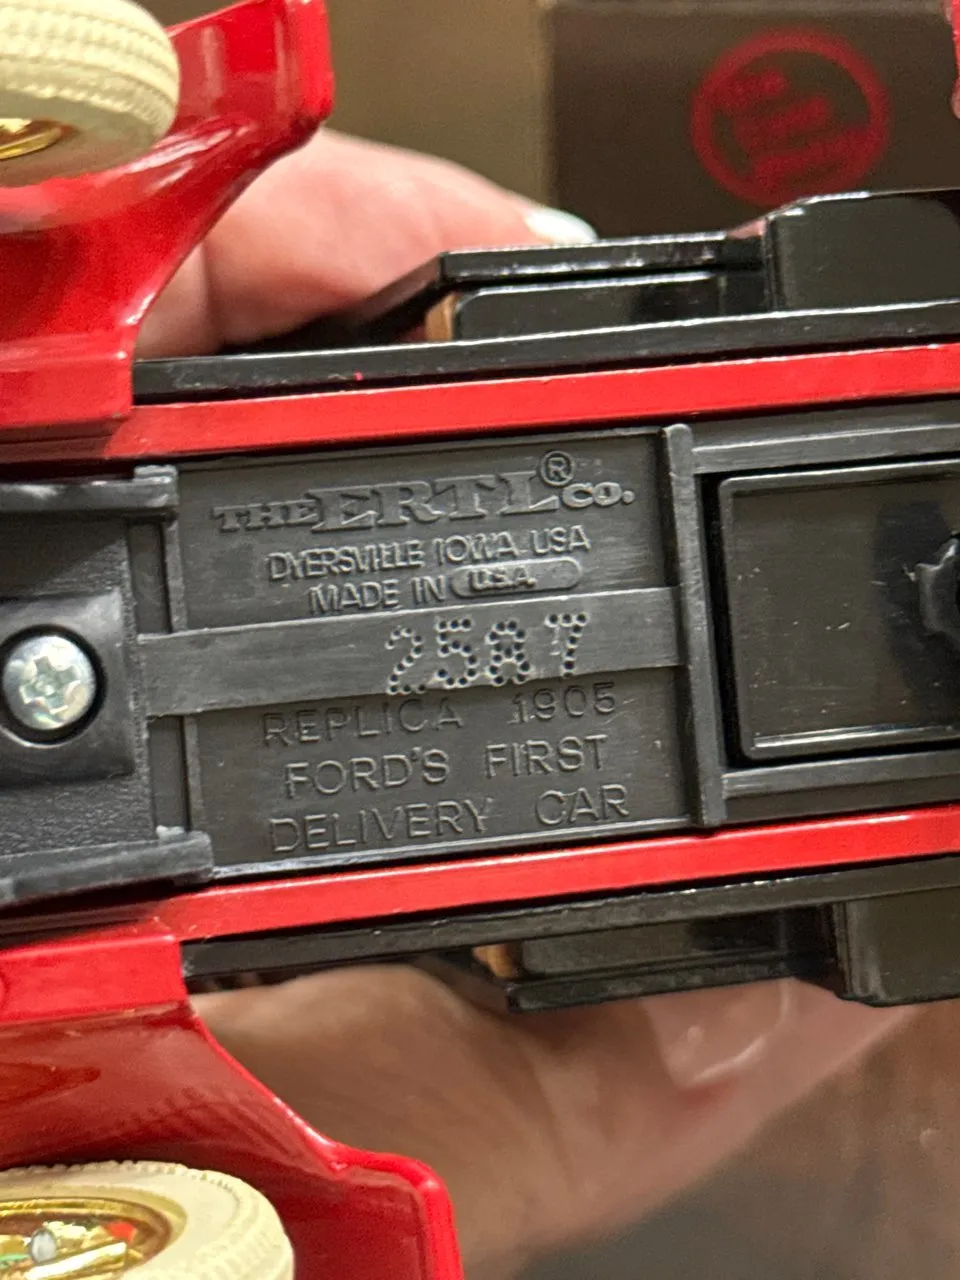 THE ERTL® CO.
DYERSVILLE IOWA USA
MADE IN U.S.A.
2587
REPLICA 1905
FORD'S FIRST
DELIVERY CAR